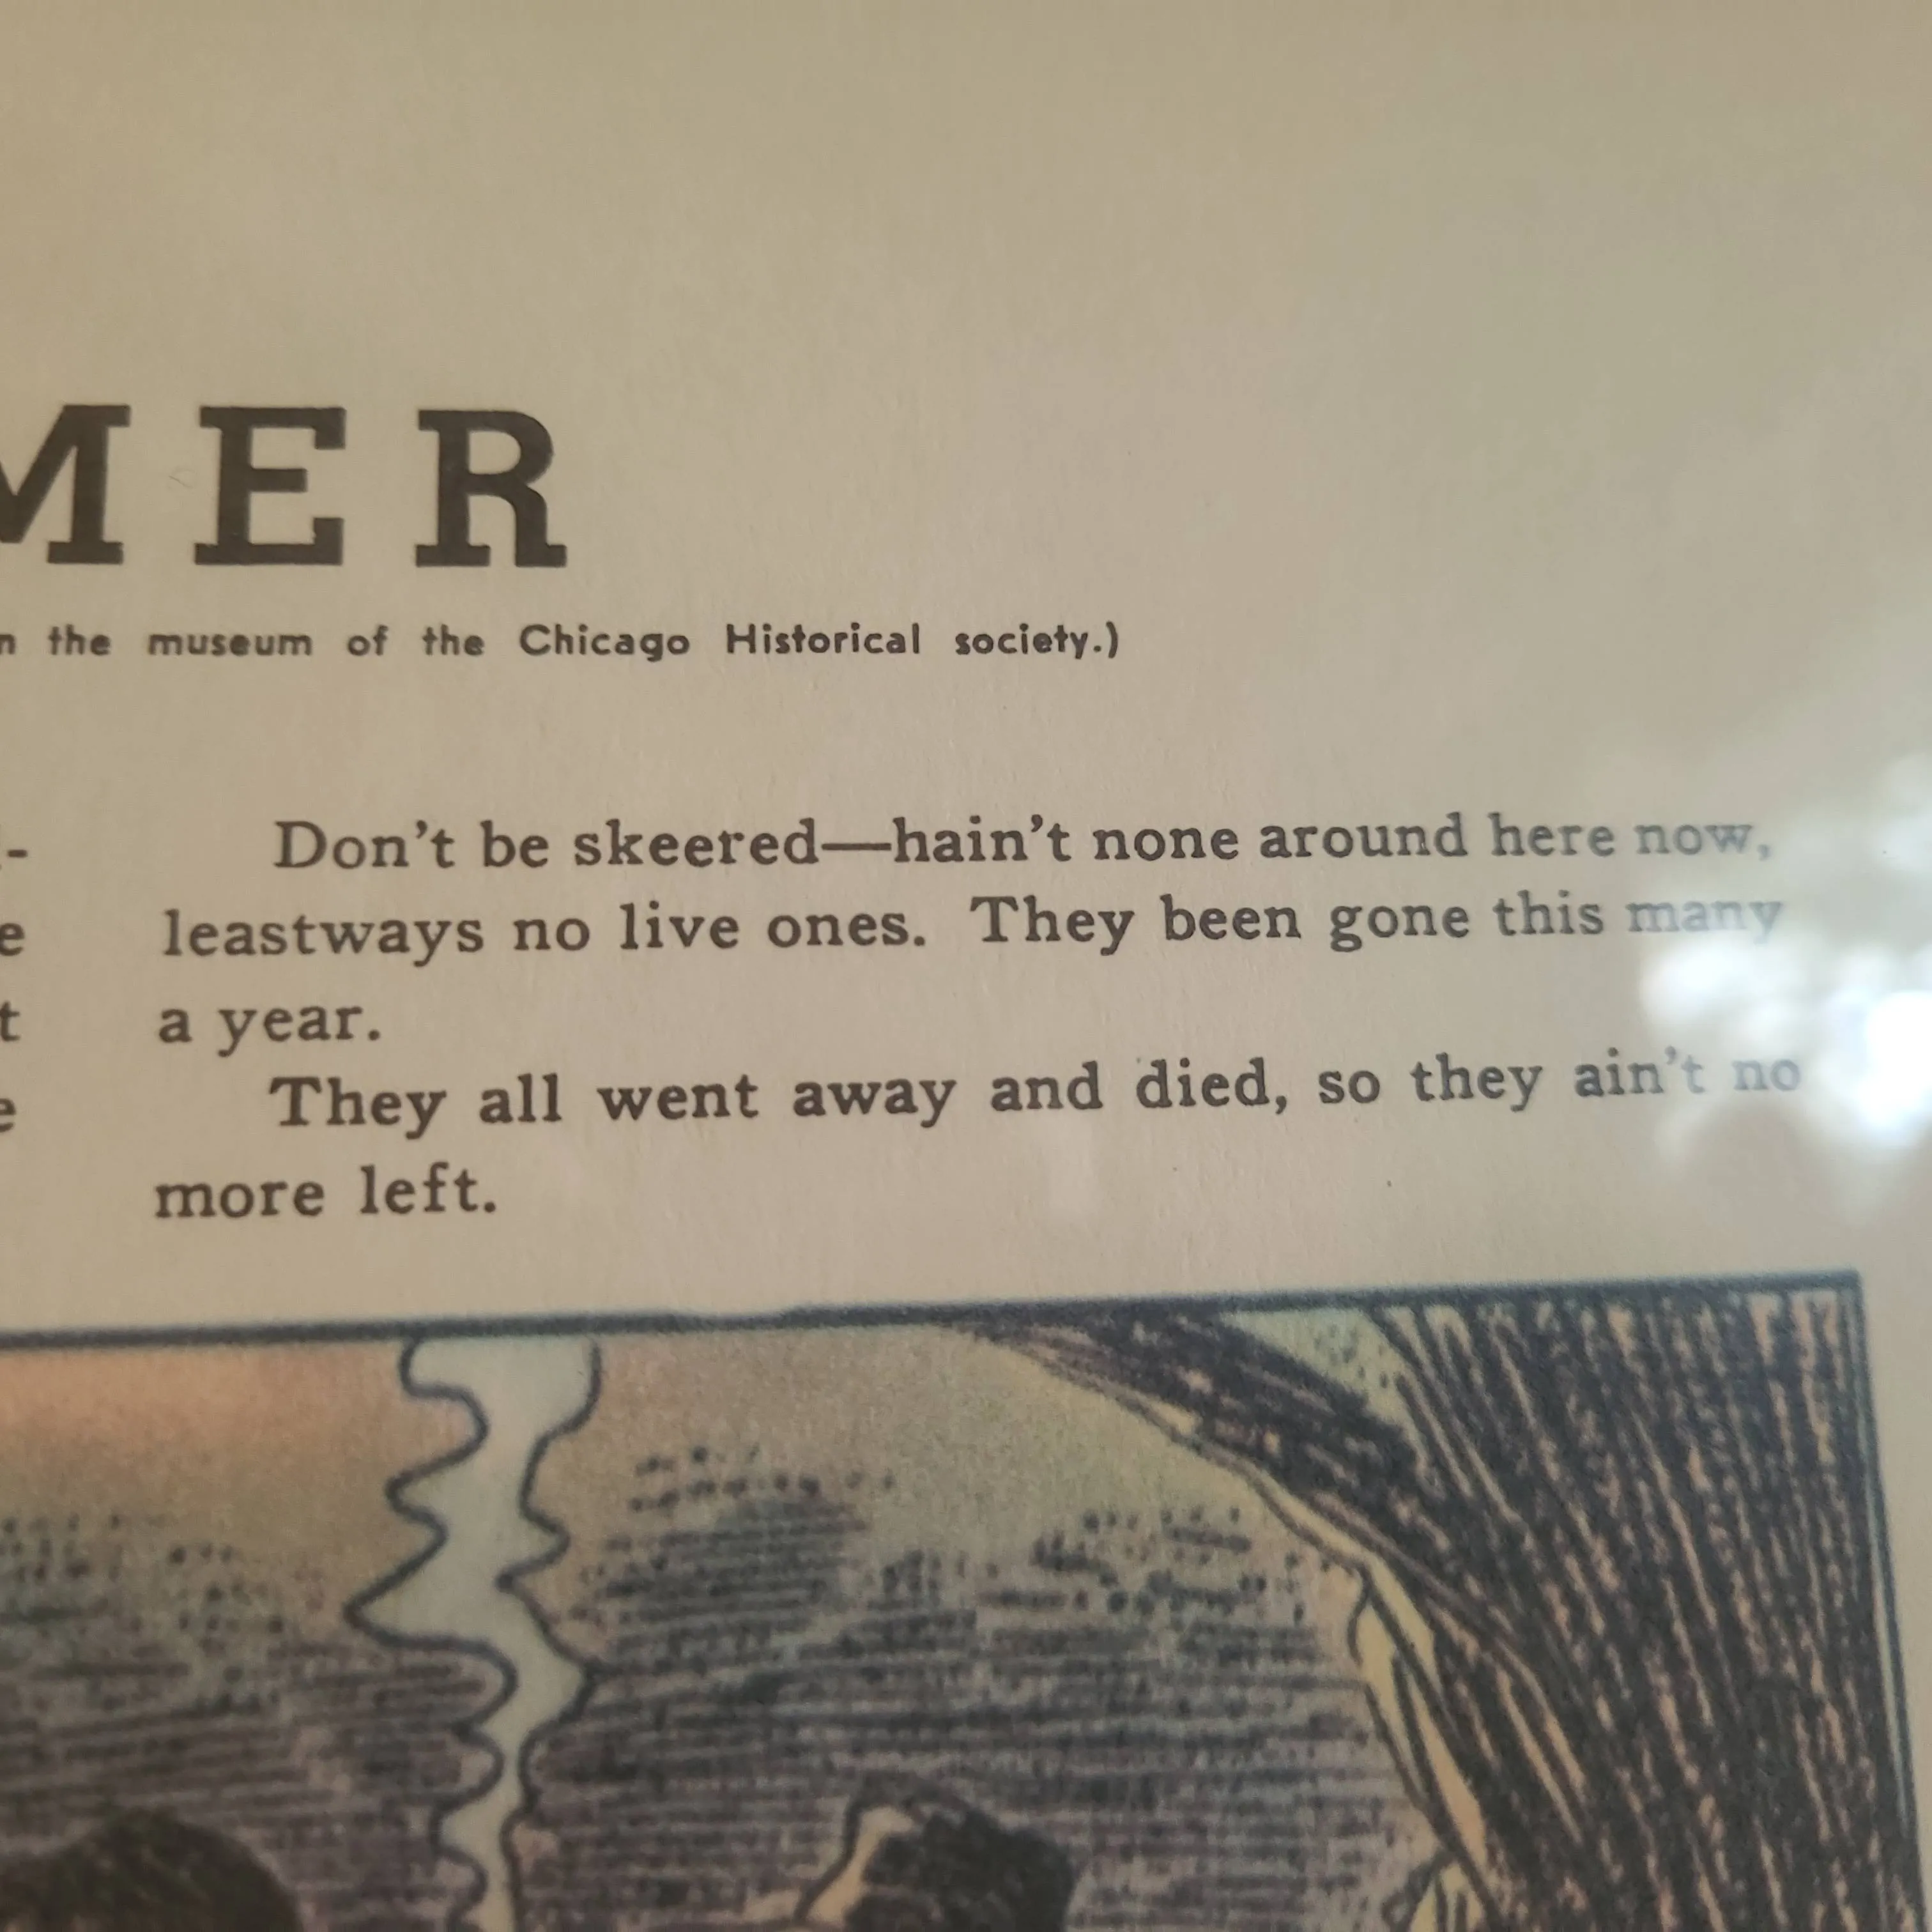 MER
the museum of the Chicago Historical society.)
Don't be skeered—hain't none around here now,
leastways no live ones. They been gone this many
a year.
They all went away and died, so they ain't no
more left.